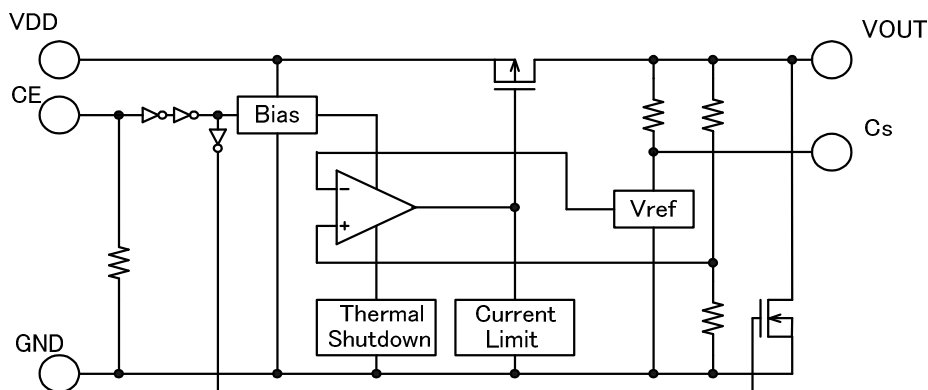 VDD
VOUT
CE
Bias
Cs
−
Vref
+
Thermal
Shutdown
Current
Limit
GND